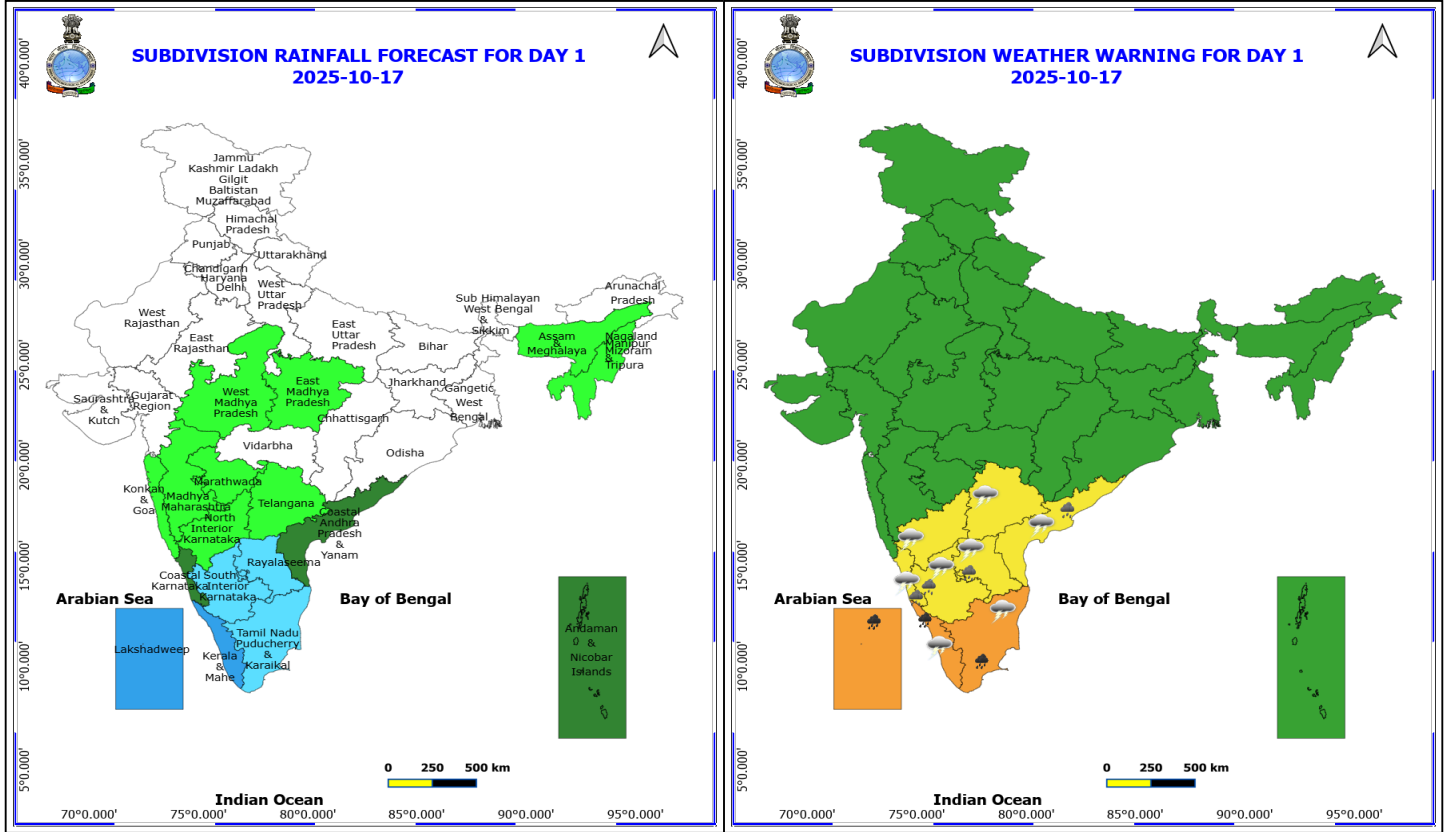 SUBDIVISION RAINFALL FORECAST FOR DAY 1
2025-10-17
40°0.000'
35°0.000'
30°0.000'
25°0.000'
20°0.000'
15°0.000'
10°0.000'
5°0.000'
Jammu
Kashmir Ladakh
Gilgit
Baltistan
Muzaffarabad
Himachal
Pradesh
Punjab
Uttarakhand
Chandigarh
Haryana
Delhi
West
Uttar
Pradesh
Arunachal
Pradesh
Sub Himalayan
West Bengal
&
Sikkim
West
Rajasthan
East
Rajasthan
East
Uttar
Pradesh
Bihar
Assam
&
Meghalaya
Nagaland
Manipur
Mizoram
&
Tripura
Saurashtra
&
Kutch
Gujarat
Region
West
Madhya
Pradesh
East
Madhya
Pradesh
Jharkhand
Gangetic
West
Bengal
Chhattisgarh
Vidarbha
Odisha
Konkan
&
Goa
Madhya
Maharashtra
Marathwada
Telangana
North
Interior
Karnataka
Coastal
Andhra
Pradesh
&
Yanam
Rayalaseema
Coastal
Karnataka
South
Interior
Karnataka
Arabian Sea
Bay of Bengal
Lakshadweep
Tamil Nadu
Puducherry
&
Karaikal
Kerala
&
Mahe
Andaman
&
Nicobar
Islands
0 250 500 km
Indian Ocean
70°0.000' 75°0.000' 80°0.000' 85°0.000' 90°0.000' 95°0.000'
SUBDIVISION WEATHER WARNING FOR DAY 1
2025-10-17
40°0.000'
35°0.000'
30°0.000'
25°0.000'
20°0.000'
15°0.000'
10°0.000'
5°0.000'
Arabian Sea
Bay of Bengal
0 250 500 km
Indian Ocean
70°0.000' 75°0.000' 80°0.000' 85°0.000' 90°0.000' 95°0.000'